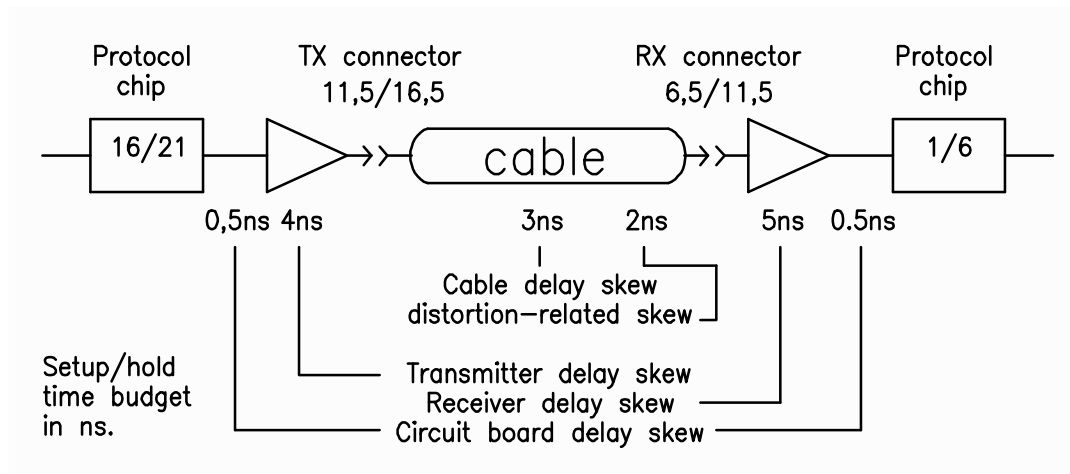 Protocol chip
TX connector
RX connector
Protocol chip
11,5/16,5
6,5/11,5
16/21
cable
1/6
0,5ns 4ns
3ns
2ns
5ns
0.5ns
Cable delay skew
distortion-related skew
Setup/hold
time budget
in ns.
Transmitter delay skew
Receiver delay skew
Circuit board delay skew